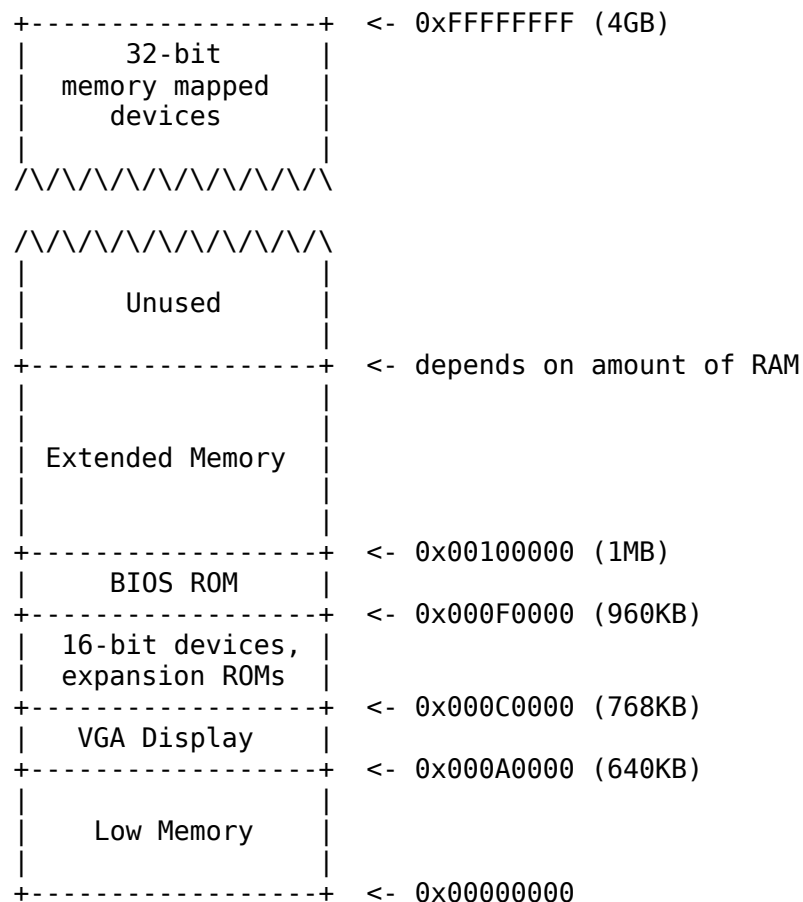 +------------------+  <- 0xFFFFFFFF (4GB)
|      32-bit      |
|  memory mapped   |
|     devices      |
|                  |
/\/\/\/\/\/\/\/\/\/\

/\/\/\/\/\/\/\/\/\/\
|                  |
|      Unused      |
|                  |
+------------------+  <- depends on amount of RAM
|                  |
|                  |
| Extended Memory  |
|                  |
|                  |
+------------------+  <- 0x00100000 (1MB)
|     BIOS ROM     |
+------------------+  <- 0x000F0000 (960KB)
|  16-bit devices, |
|  expansion ROMs  |
+------------------+  <- 0x000C0000 (768KB)
|   VGA Display    |
+------------------+  <- 0x000A0000 (640KB)
|                  |
|    Low Memory    |
|                  |
+------------------+  <- 0x00000000